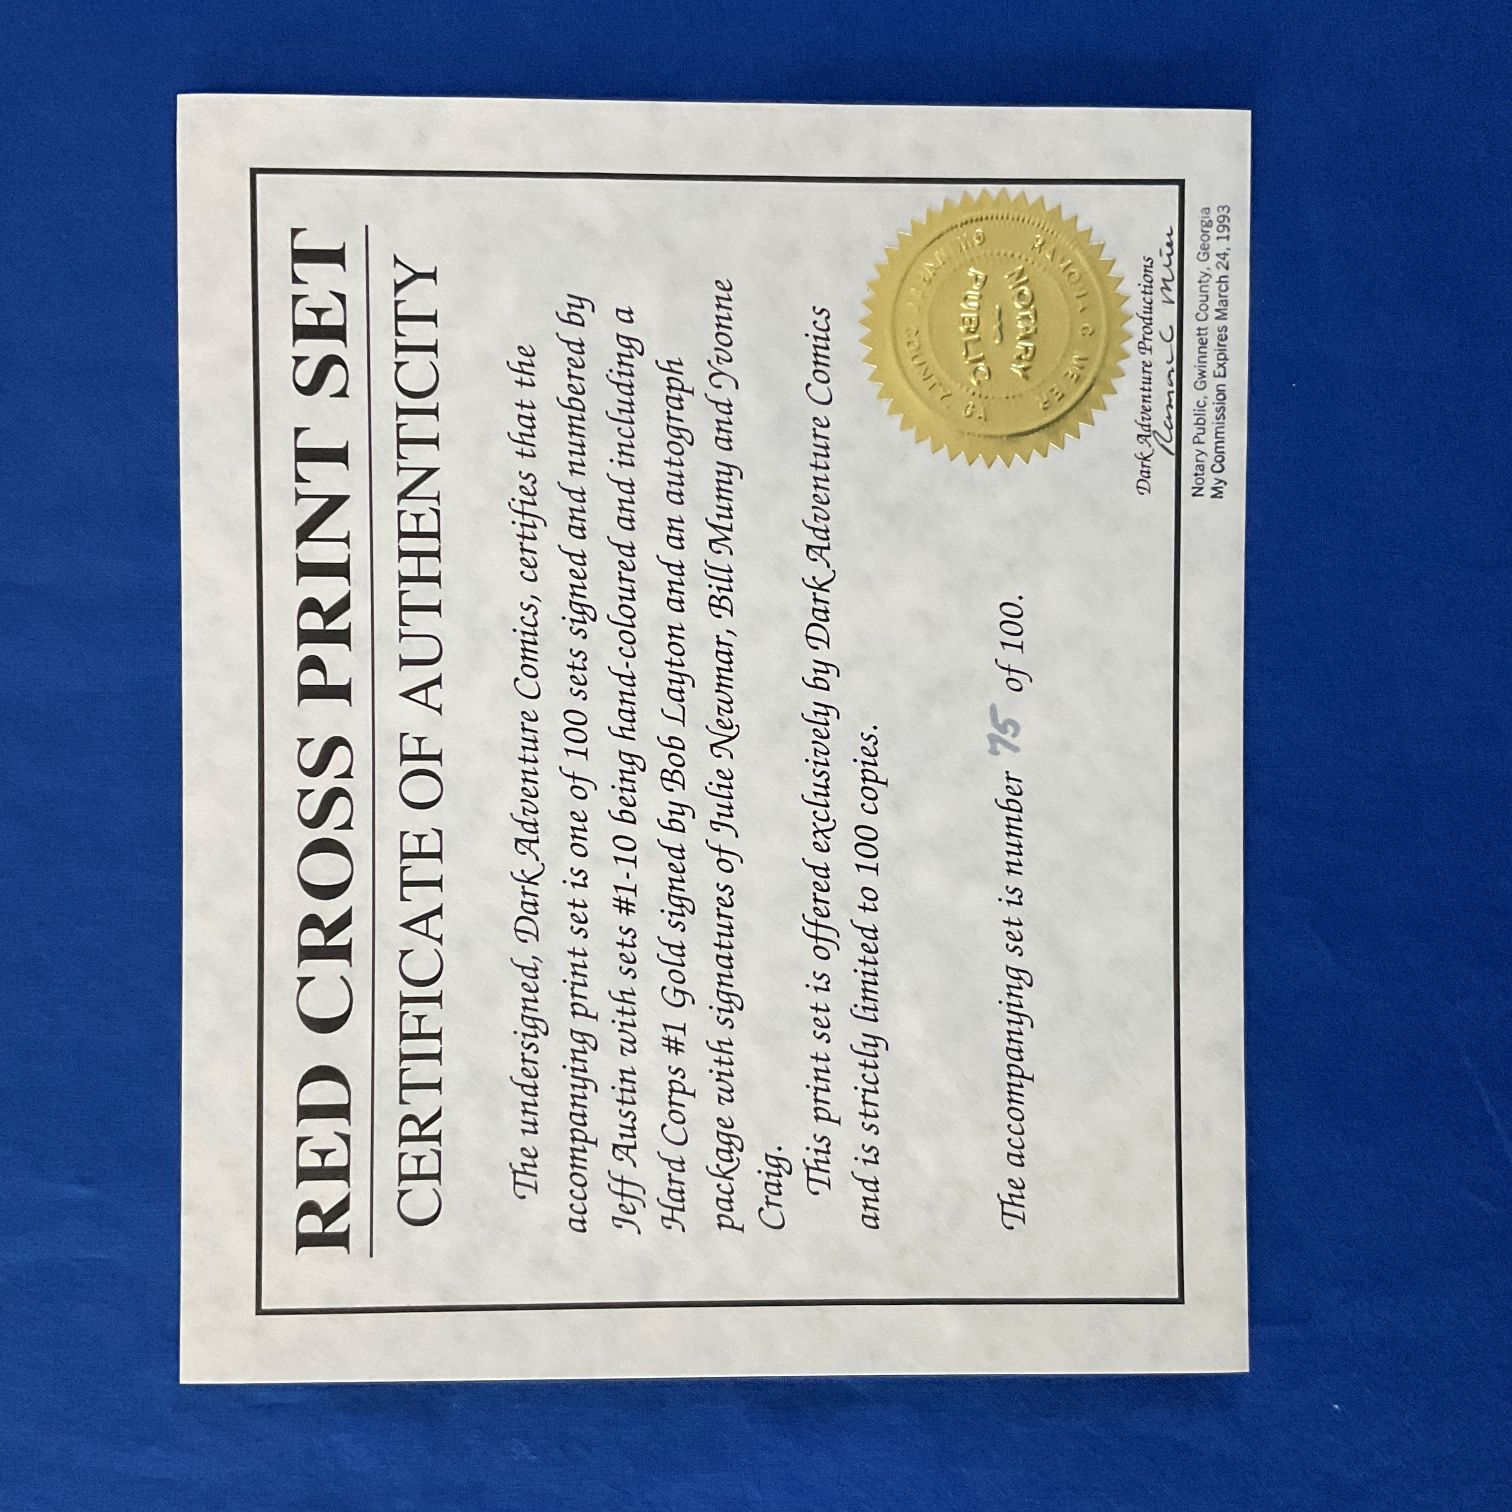 RED CROSS PRINT SET
CERTIFICATE OF AUTHENTICITY
The undersigned, Dark Adventure Comics, certifies that the
accompanying print set is one of 100 sets signed and numbered by
Jeff Austin with sets #1-10 being hand-coloured and including a
Hard Corps #1 Gold signed by Bob Layton and an autograph
package with signatures of Julie Newmar, Bill Mumy and Yvonne
Craig.
This print set is offered exclusively by Dark Adventure Comics
and is strictly limited to 100 copies.
The accompanying set is number 75 of 100.
NOTARY
PUBLIC
Dark Adventure Productions
Notary Public, Gwinnett County, Georgia
My Commission Expires March 24, 1993